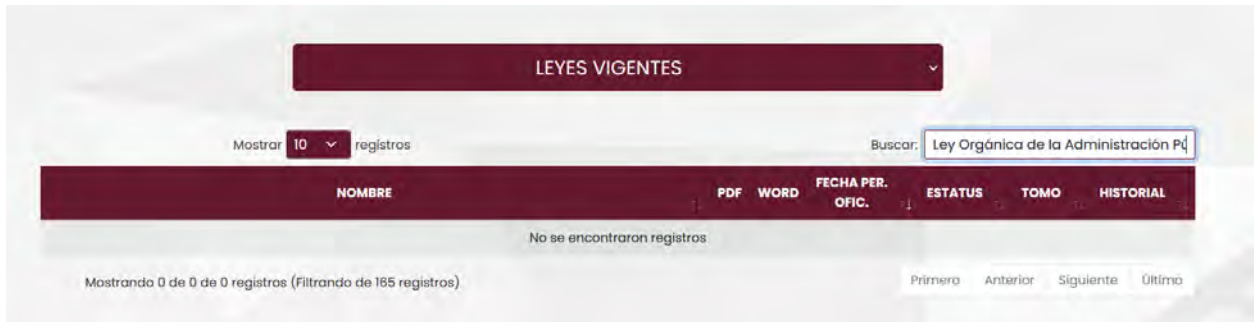 LEYES VIGENTES
Mostrar 10 registros
Buscar: Ley Orgánica de la Administración Pú
NOMBRE PDF WORD FECHA PER. OFIC. ESTATUS TOMO HISTORIAL
No se encontraron registros
Mostrando 0 de 0 de 0 registros (Filtrando de 165 registros)
Primero Anterior Siguiente Último